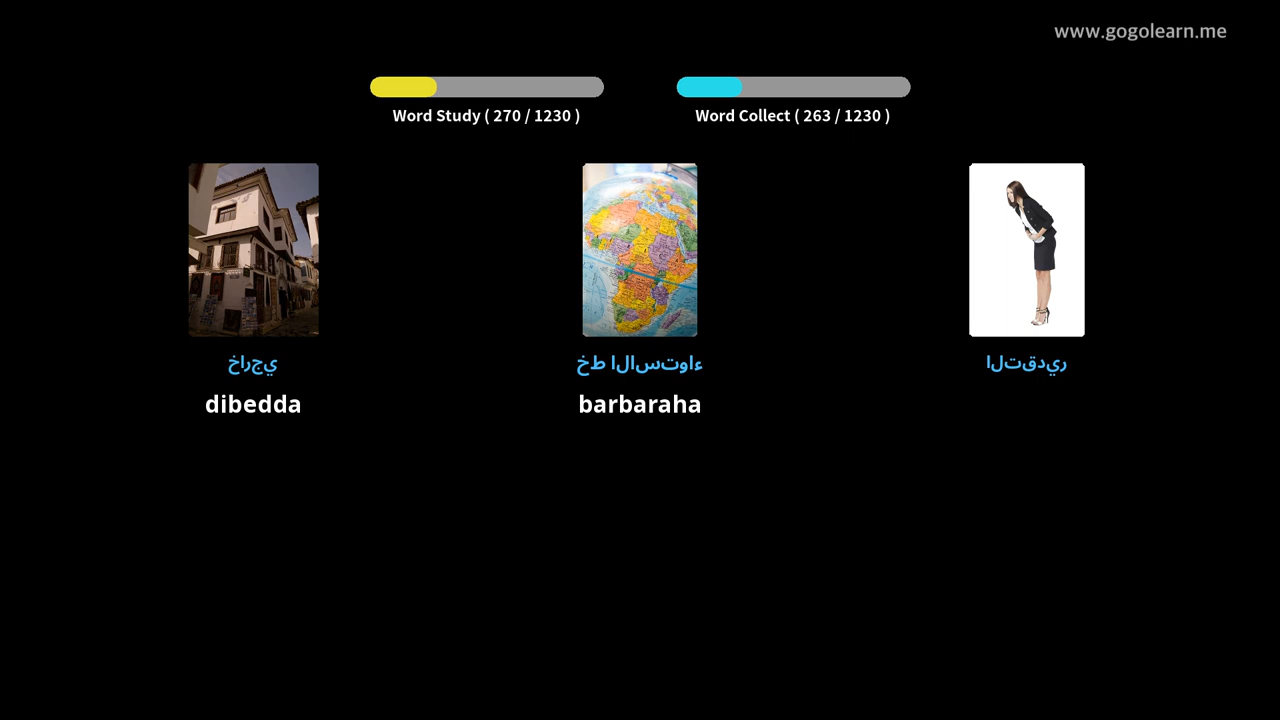 www.gogolearn.me
Word Study ( 270 / 1230 )
Word Collect ( 263 / 1230 )
خارجي
خط الاستواء
التقدير
dibedda
barbaraha